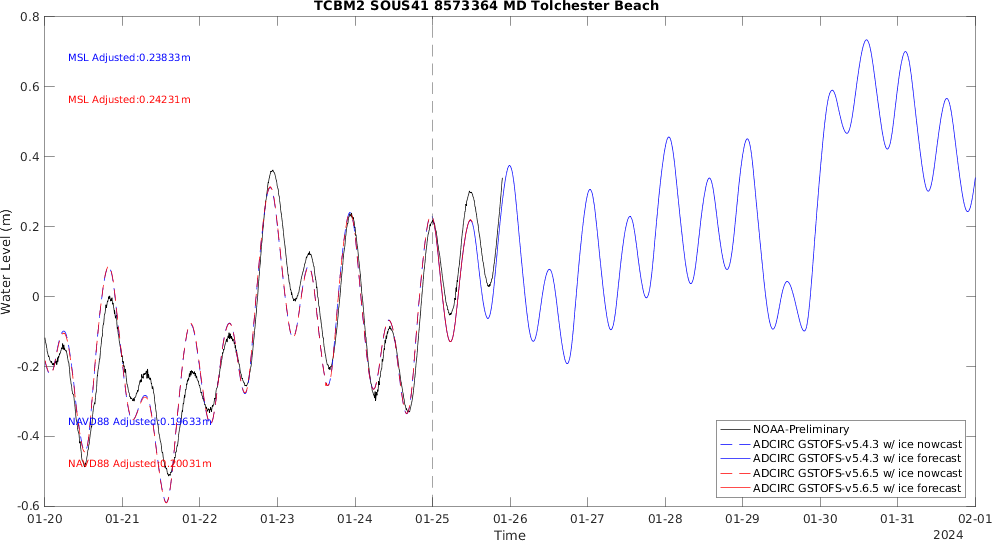 TCBM2 SOUS41 8573364 MD Tolchester Beach
0.8
MSL Adjusted:0.23833m
0.6
MSL Adjusted:0.24231m
0.4
0.2
Water Level (m)
0
-0.2
NAVD88 Adjusted:0.19633m
-0.4
NAVD88 Adjusted:0.20031m
-0.6
NOAA-Preliminary
ADCIRC GSTOFS-v5.4.3 w/ ice nowcast
ADCIRC GSTOFS-v5.4.3 w/ ice forecast
ADCIRC GSTOFS-v5.6.5 w/ ice nowcast
ADCIRC GSTOFS-v5.6.5 w/ ice forecast
01-20 01-21 01-22 01-23 01-24 01-25 01-26 01-27 01-28 01-29 01-30 01-31 02-01
Time
2024